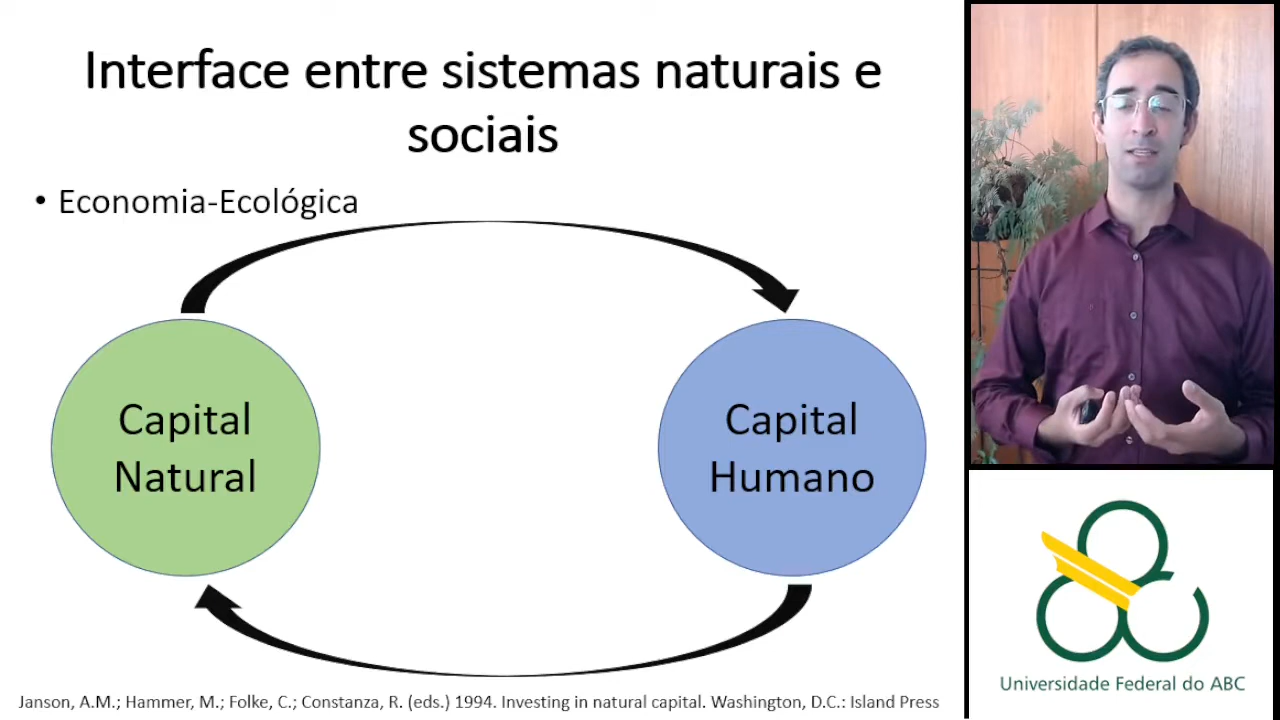 Interface entre sistemas naturais e
sociais
• Economia-Ecológica
Capital
Natural
Capital
Humano
Janson, A.M.; Hammer, M.; Folke, C.; Constanza, R. (eds.) 1994. Investing in natural capital. Washington, D.C.: Island Press
Universidade Federal do ABC